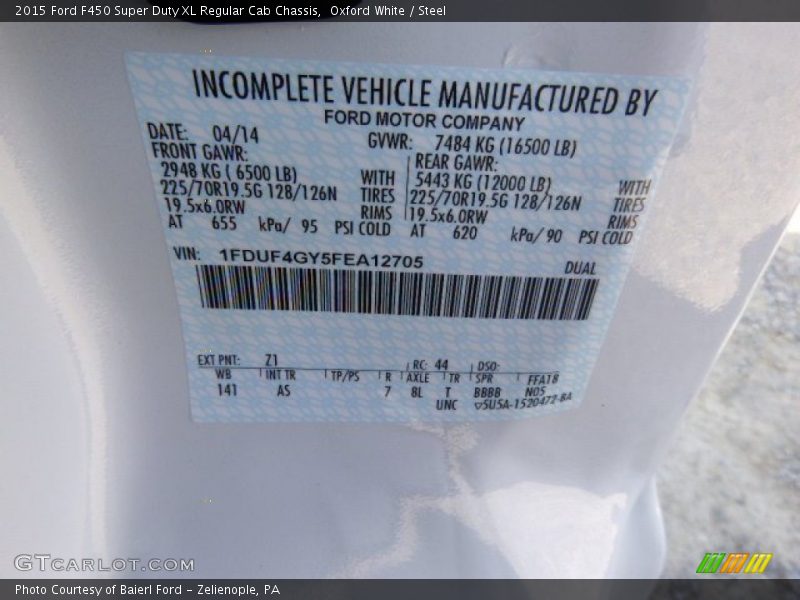 2015 Ford F450 Super Duty XL Regular Cab Chassis,  Oxford White / Steel
INCOMPLETE VEHICLE MANUFACTURED BY
FORD MOTOR COMPANY
DATE: 04/14 GVWR: 7484 KG (16500 LB)
FRONT GAWR: REAR GAWR:
2948 KG ( 6500 LB) WITH 5443 KG (12000 LB) WITH
225/70R19.5G 128/126N TIRES 225/70R19.5G 128/126N TIRES
19.5x6.0RW RIMS 19.5x6.0RW RIMS
AT 655 kPa/ 95 PSI COLD AT 620 kPa/ 90 PSI COLD
VIN: 1FDUF4GY5FEA12705 DUAL
EXT PNT: Z1 RC: 44 DSO:
WB INT TR TP/PS R AXLE TR SPR FFAT8
141 AS 7 8L T BBBB N05
UNC ▽5U5A-1520472-BA
GTCARLOT.COM
Photo Courtesy of Baierl Ford - Zelienople, PA